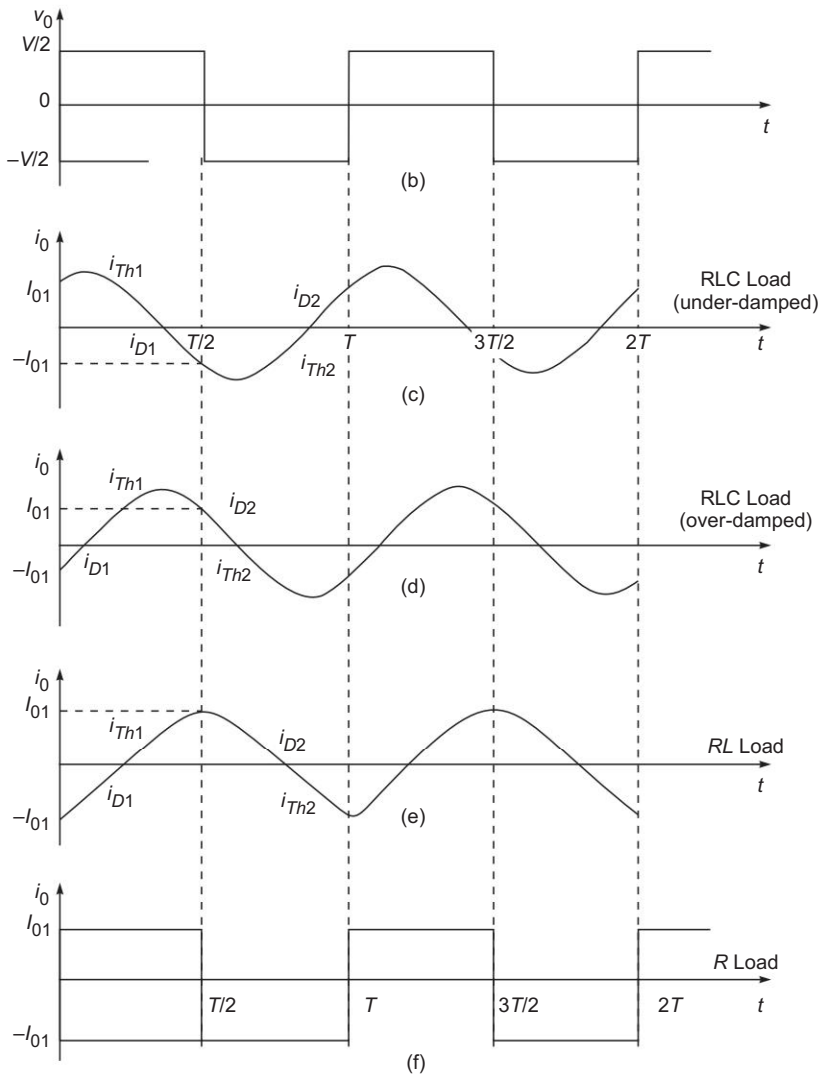 v0
V/2
0
t
–V/2
(b)
i0
iTh1
I01
iD2
RLC Load
(under-damped)
iD1
T/2
T
3T/2
2T
t
–I01
iTh2
(c)
i0
iTh1
I01
iD2
RLC Load
(over-damped)
–I01
iD1
iTh2
t
(d)
i0
I01
iTh1
iD2
RL Load
iD1
iTh2
t
–I01
(e)
i0
I01
R Load
T/2
T
3T/2
2T
t
–I01
(f)